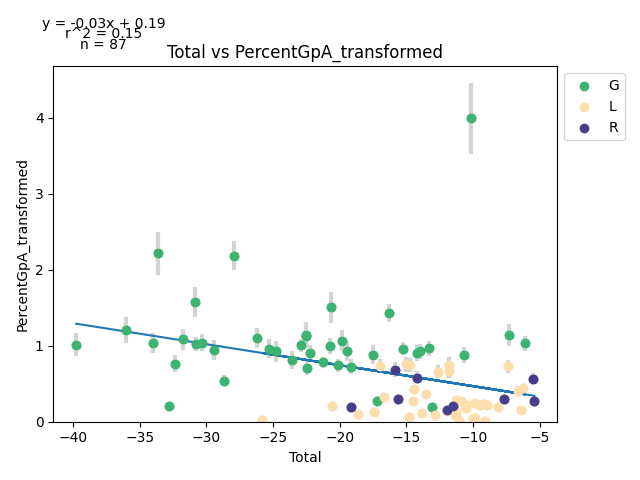 y = -0.03x + 0.19
r^2 = 0.15
n = 87
Total vs PercentGpA_transformed
G
L
R
4
3
2
1
0
PercentGpA_transformed
−40
−35
−30
−25
−20
−15
−10
−5
Total